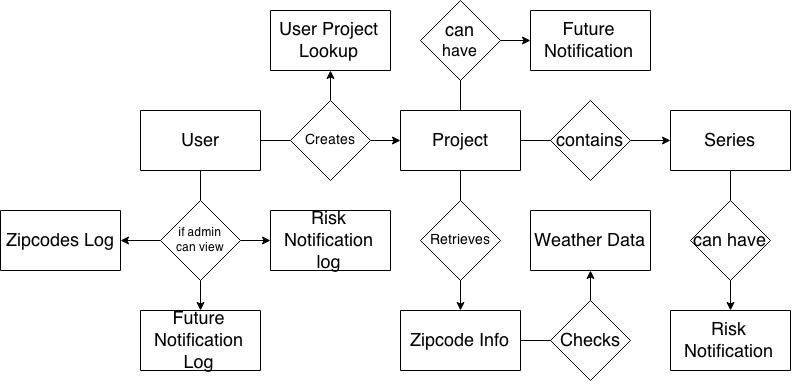 User Project
Lookup
can
have
Future
Notification
User
Creates
Project
contains
Series
Zipcodes Log
if admin
can view
Risk
Notification
log
Retrieves
Weather Data
can have
Future
Notification
Log
Zipcode Info
Checks
Risk
Notification